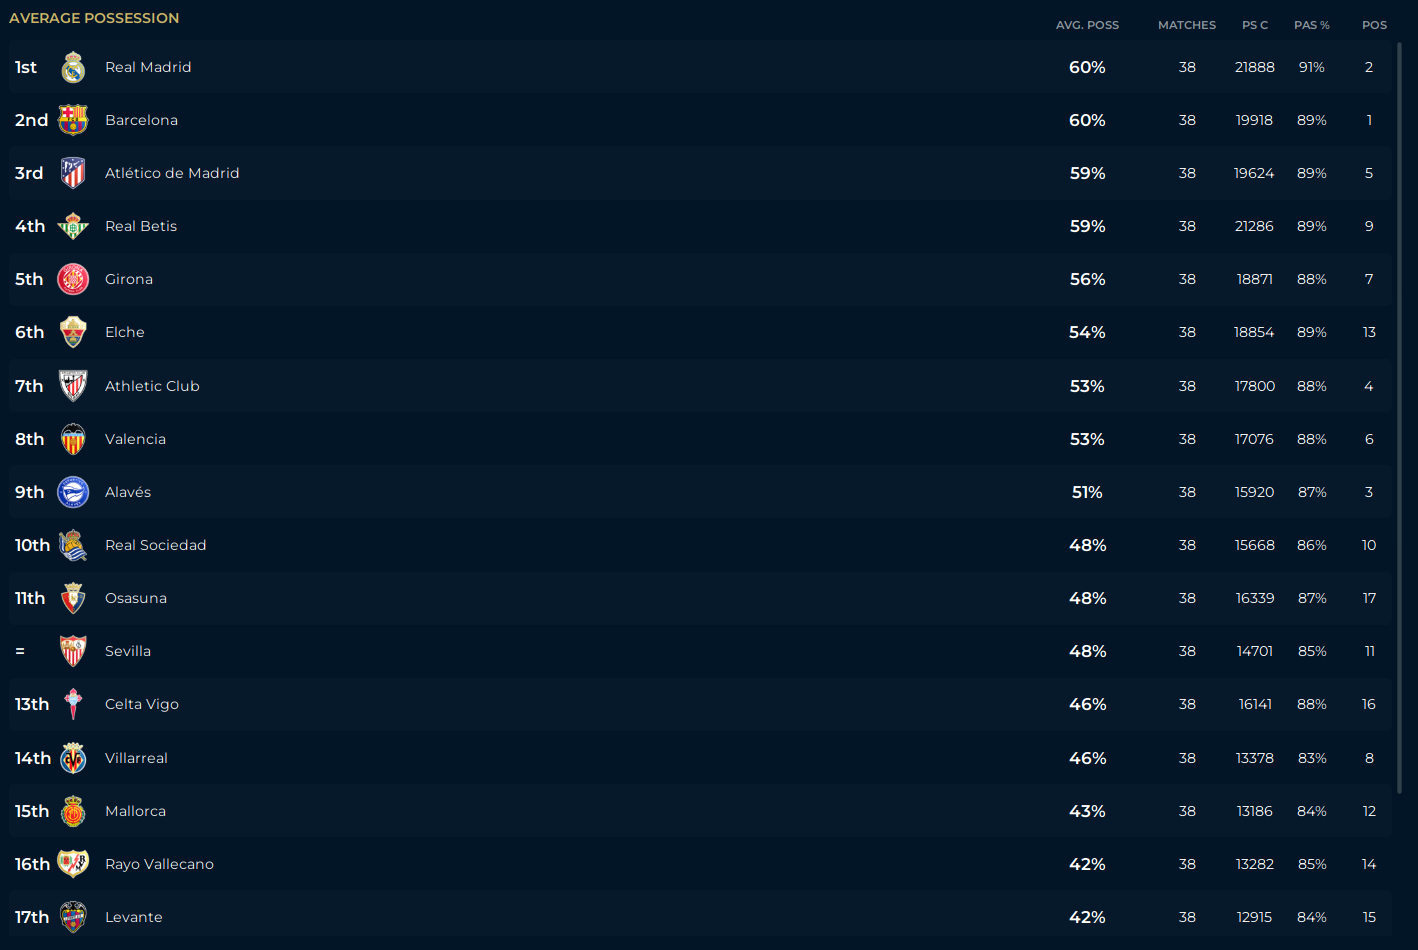 AVERAGE POSSESSION
AVG. POSS MATCHES PS C PAS % POS
1st Real Madrid 60% 38 21888 91% 2
2nd Barcelona 60% 38 19918 89% 1
3rd Atlético de Madrid 59% 38 19624 89% 5
4th Real Betis 59% 38 21286 89% 9
5th Girona 56% 38 18871 88% 7
6th Elche 54% 38 18854 89% 13
7th Athletic Club 53% 38 17800 88% 4
8th Valencia 53% 38 17076 88% 6
9th Alavés 51% 38 15920 87% 3
10th Real Sociedad 48% 38 15668 86% 10
11th Osasuna 48% 38 16339 87% 17
= Sevilla 48% 38 14701 85% 11
13th Celta Vigo 46% 38 16141 88% 16
14th Villarreal 46% 38 13378 83% 8
15th Mallorca 43% 38 13186 84% 12
16th Rayo Vallecano 42% 38 13282 85% 14
17th Levante 42% 38 12915 84% 15